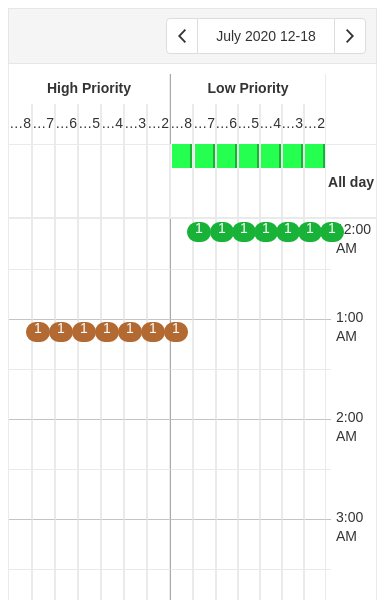 July 2020 12-18
High Priority Low Priority
...8 ...7 ...6 ...5 ...4 ...3 ...2 ...8 ...7 ...6 ...5 ...4 ...3 ...2
All day
1 1 1 1 1 1 1 2:00
AM
1 1 1 1 1 1 1 1:00
AM
2:00
AM
3:00
AM